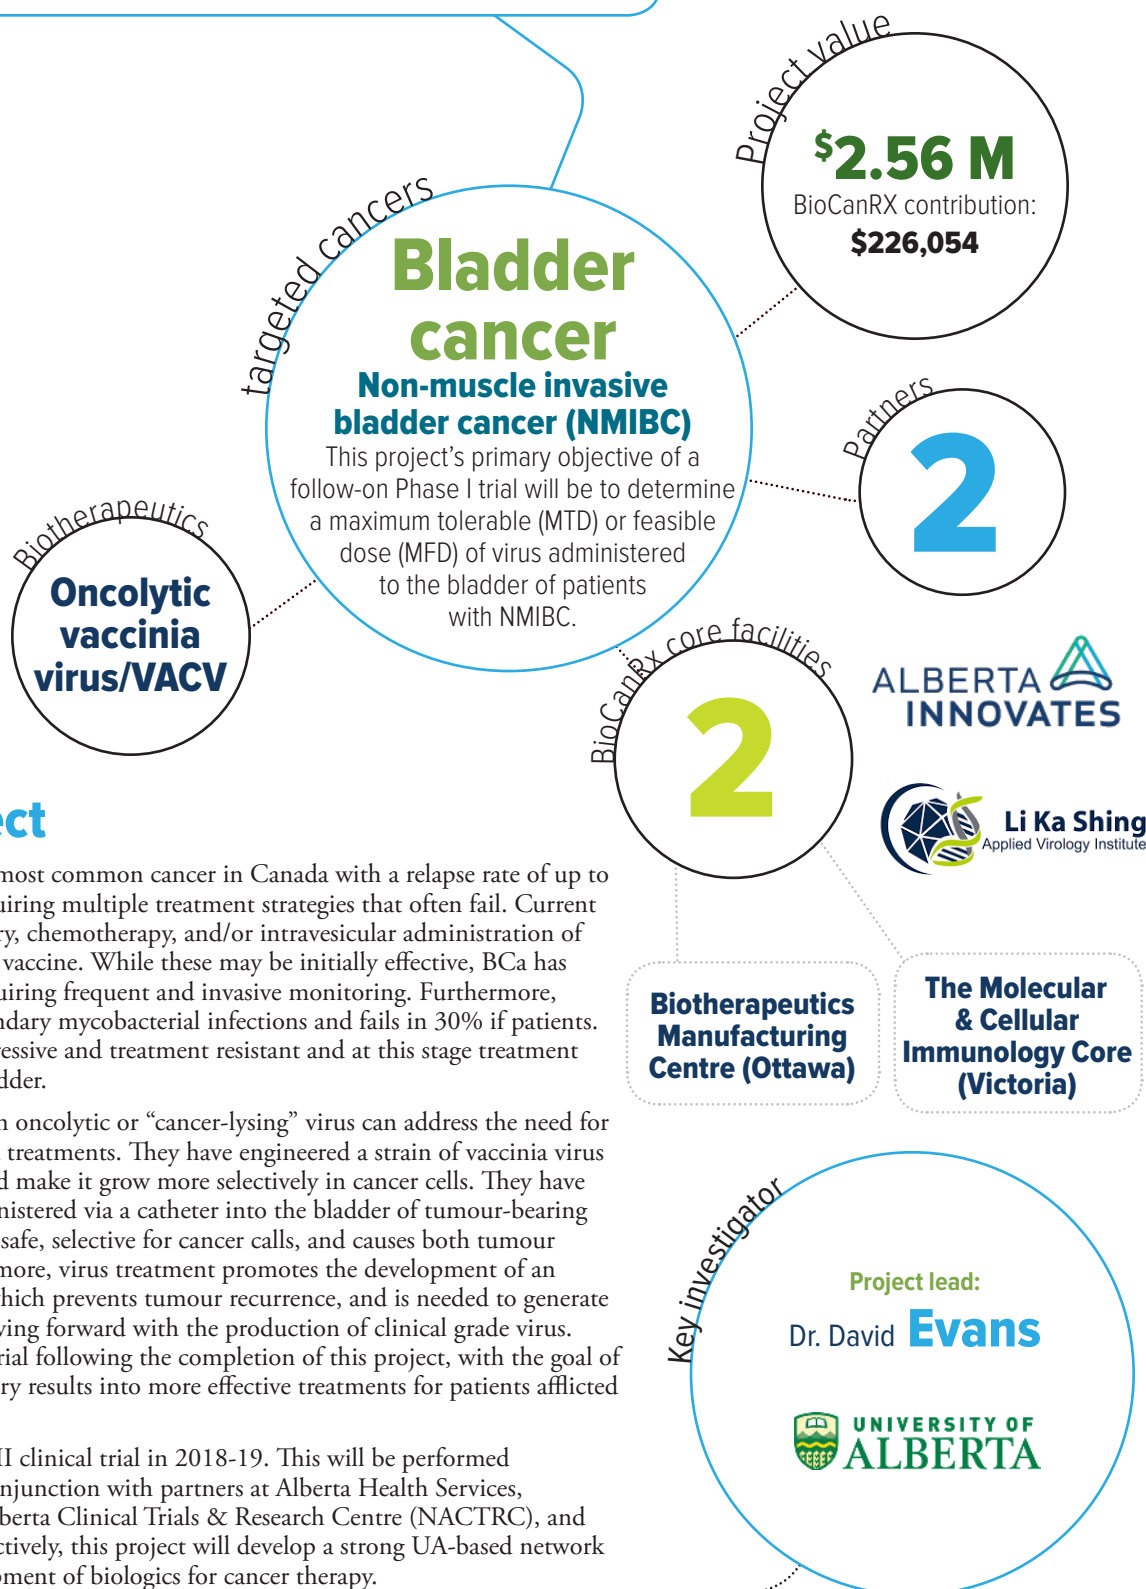 Project value
$2.56 M
BioCanRX contribution:
$226,054
targeted cancers
Bladder
cancer
Non-muscle invasive
bladder cancer (NMIBC)
This project's primary objective of a
follow-on Phase I trial will be to determine
a maximum tolerable (MTD) or feasible
dose (MFD) of virus administered
to the bladder of patients
with NMIBC.
Partners
2
Biotherapeutics
Oncolytic
vaccinia
virus/VACV
BioCanRx core facilities
2
ALBERTA
INNOVATES
Li Ka Shing
Applied Virology Institute
Biotherapeutics
Manufacturing
Centre (Ottawa)
The Molecular
& Cellular
Immunology Core
(Victoria)
ect
most common cancer in Canada with a relapse rate of up to
uiring multiple treatment strategies that often fail. Current
ry, chemotherapy, and/or intravesicular administration of
vaccine. While these may be initially effective, BCa has
uiring frequent and invasive monitoring. Furthermore,
ndary mycobacterial infections and fails in 30% if patients.
ressive and treatment resistant and at this stage treatment
dder.
n oncolytic or “cancer-lysing” virus can address the need for
treatments. They have engineered a strain of vaccinia virus
d make it grow more selectively in cancer cells. They have
nistered via a catheter into the bladder of tumour-bearing
safe, selective for cancer calls, and causes both tumour
more, virus treatment promotes the development of an
which prevents tumour recurrence, and is needed to generate
ving forward with the production of clinical grade virus.
rial following the completion of this project, with the goal of
ry results into more effective treatments for patients afflicted
II clinical trial in 2018-19. This will be performed
njunction with partners at Alberta Health Services,
berta Clinical Trials & Research Centre (NACTRC), and
ctively, this project will develop a strong UA-based network
pment of biologics for cancer therapy.
Key investigator
Project lead:
Dr. David Evans
UNIVERSITY OF
ALBERTA